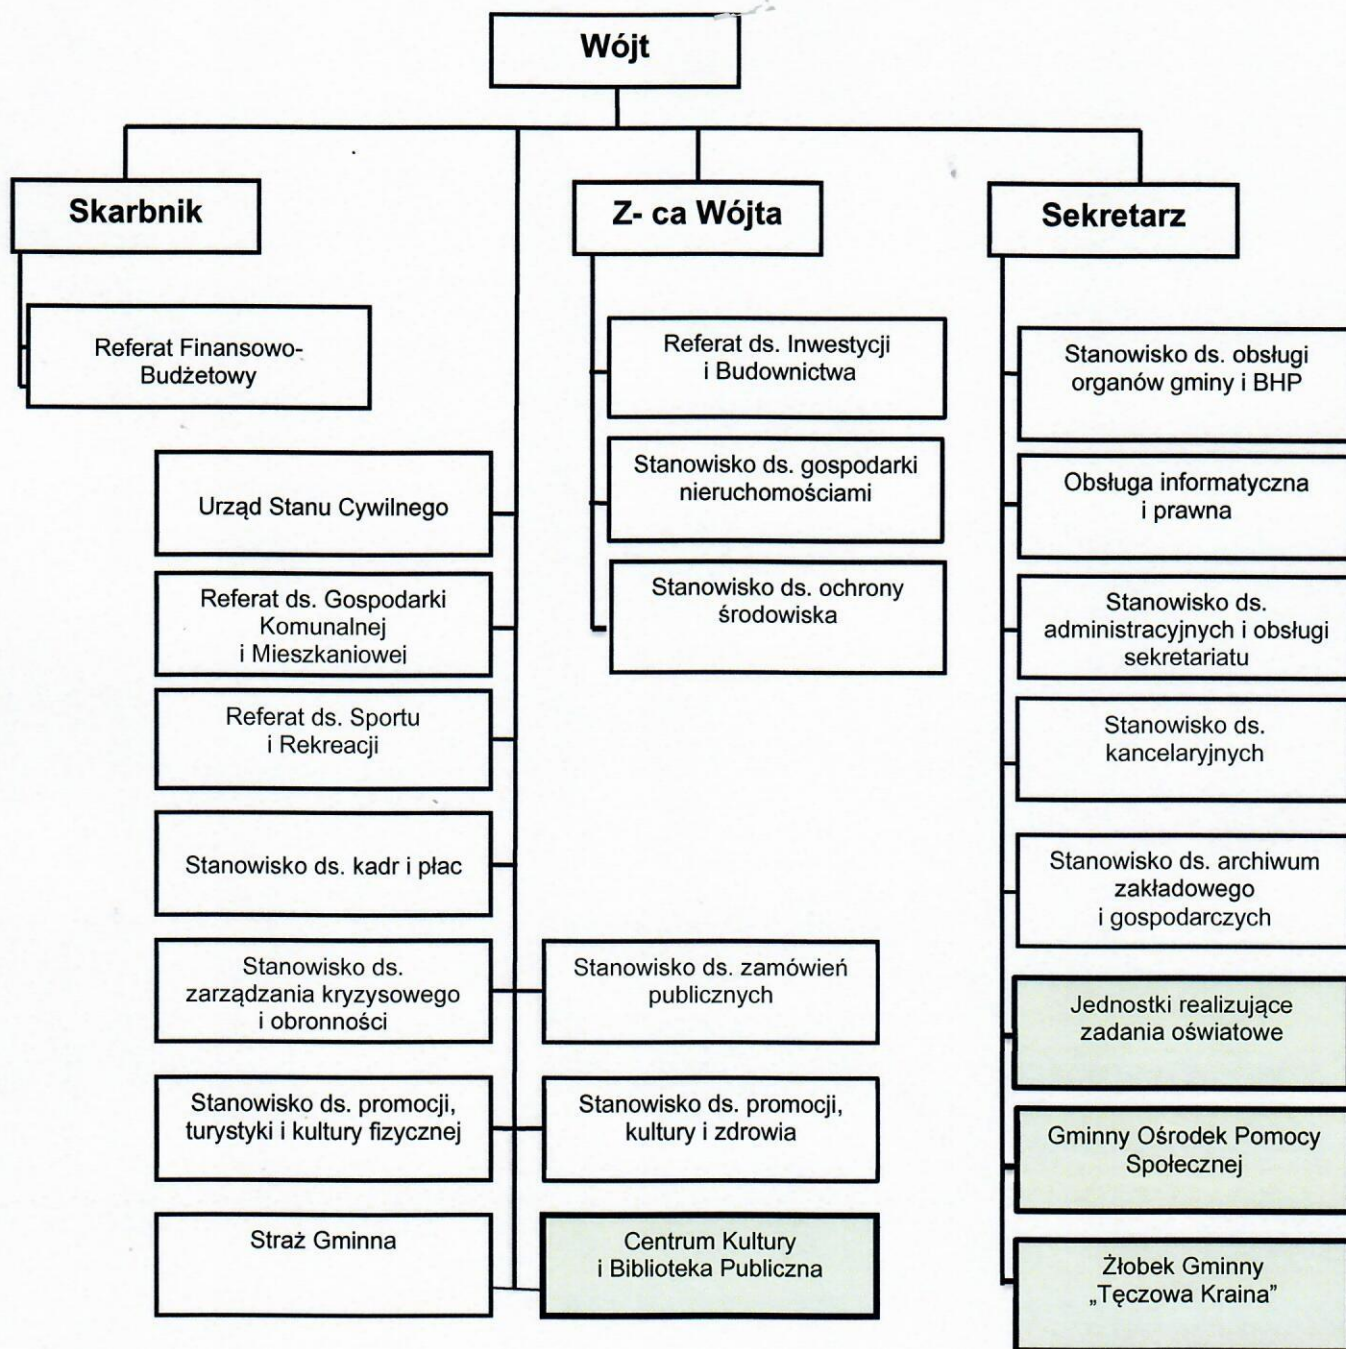 Wójt
Skarbnik
Z- ca Wójta
Sekretarz
Referat Finansowo-
Budżetowy
Urząd Stanu Cywilnego
Referat ds. Gospodarki
Komunalnej
i Mieszkaniowej
Referat ds. Sportu
i Rekreacji
Stanowisko ds. kadr i płac
Stanowisko ds.
zarządzania kryzysowego
i obronności
Stanowisko ds. promocji,
turystyki i kultury fizycznej
Straż Gminna
Stanowisko ds. zamówień
publicznych
Stanowisko ds. promocji,
kultury i zdrowia
Centrum Kultury
i Biblioteka Publiczna
Referat ds. Inwestycji
i Budownictwa
Stanowisko ds. gospodarki
nieruchomościami
Stanowisko ds. ochrony
środowiska
Stanowisko ds. obsługi
organów gminy i BHP
Obsługa informatyczna
i prawna
Stanowisko ds.
administracyjnych i obsługi
sekretariatu
Stanowisko ds.
kancelaryjnych
Stanowisko ds. archiwum
zakładowego
i gospodarczych
Jednostki realizujące
zadania oświatowe
Gminny Ośrodek Pomocy
Społecznej
Żłobek Gminny
„Tęczowa Kraina”